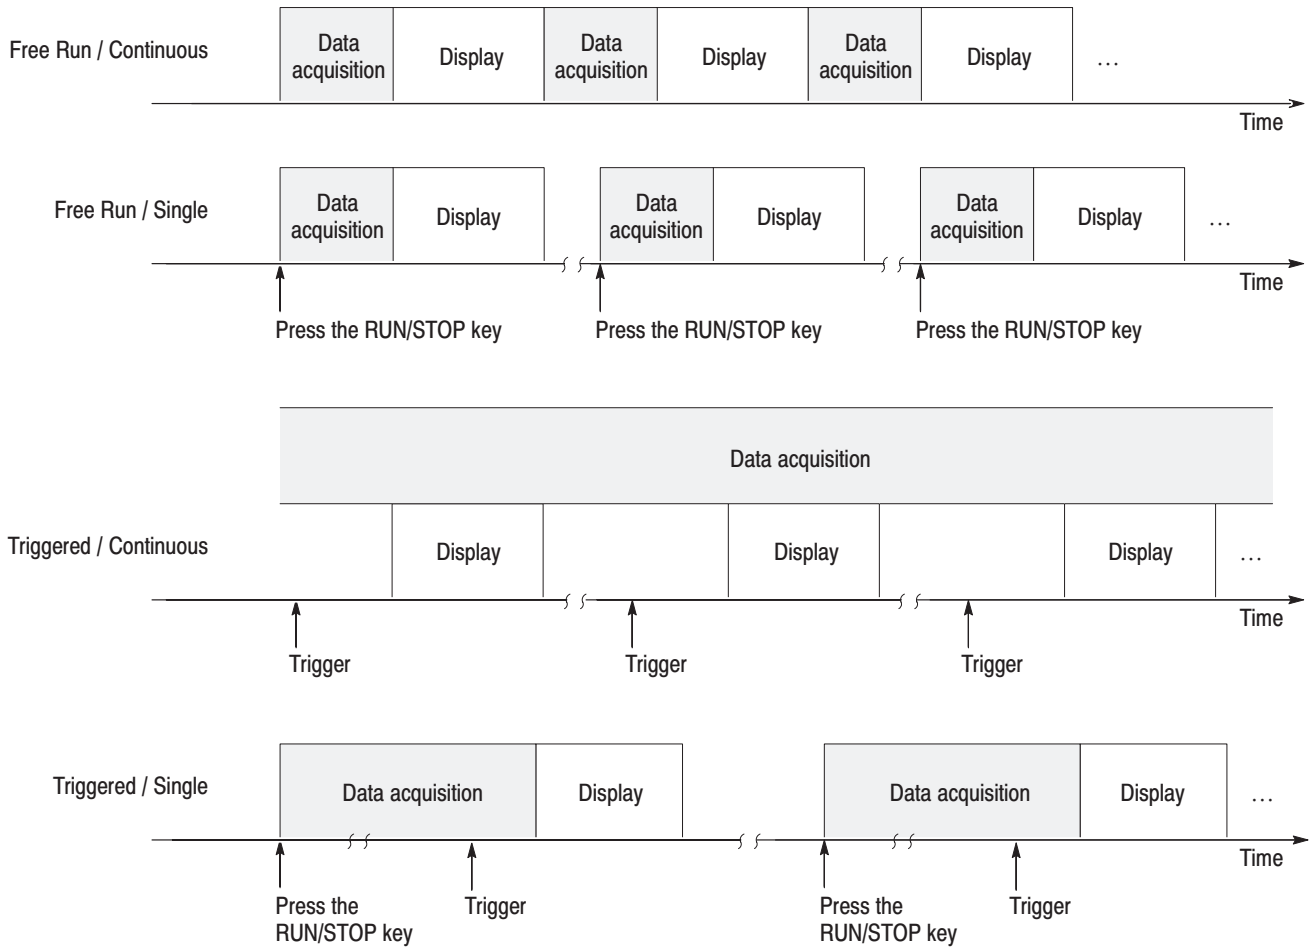 Free Run / Continuous
Data
acquisition
Display
Data
acquisition
Display
Data
acquisition
Display
...
Time
Free Run / Single
Data
acquisition
Display
Data
acquisition
Display
Data
acquisition
Display
...
Time
Press the RUN/STOP key
Press the RUN/STOP key
Press the RUN/STOP key
Data acquisition
Triggered / Continuous
Display
Display
Display
...
Time
Trigger
Trigger
Trigger
Triggered / Single
Data acquisition
Display
Data acquisition
Display
...
Time
Press the
RUN/STOP key
Trigger
Press the
RUN/STOP key
Trigger